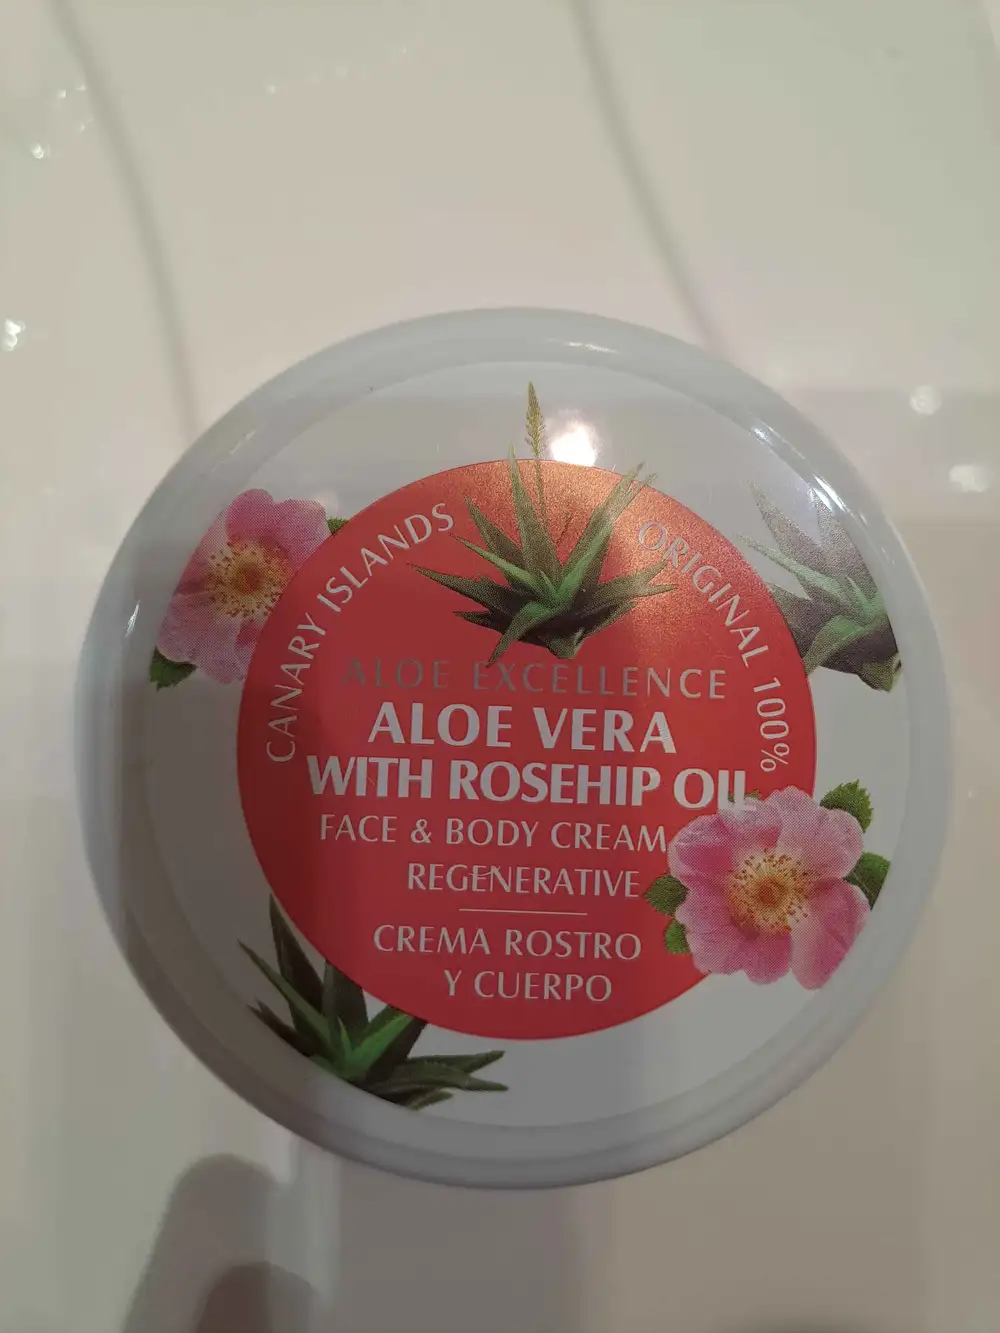 CANARY ISLANDS
ORIGINAL 100%
ALOE EXCELLENCE
ALOE VERA
WITH ROSEHIP OIL
FACE & BODY CREAM
REGENERATIVE
CREMA ROSTRO
Y CUERPO